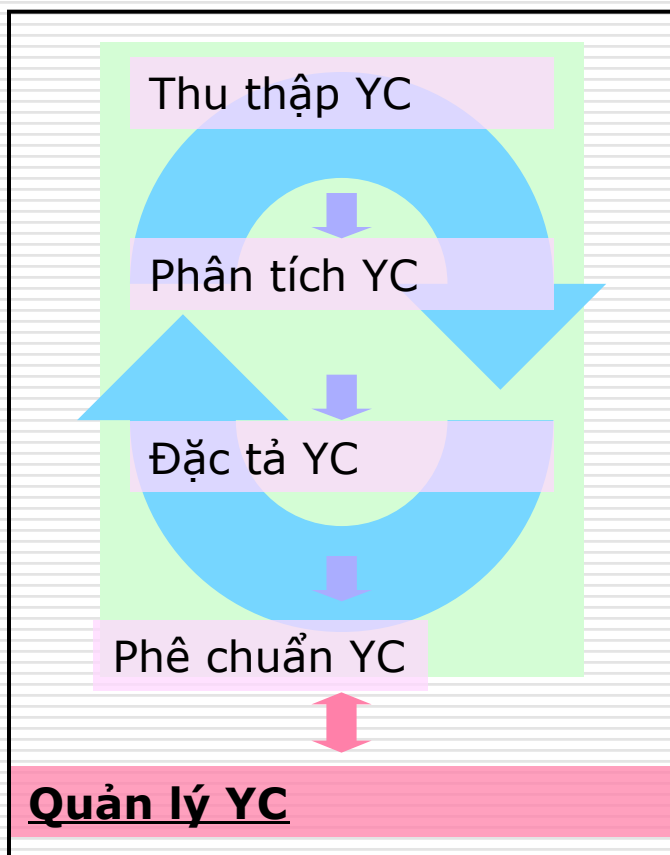 Thu thập YC
Phân tích YC
Đặc tả YC
Phê chuẩn YC
Quản lý YC